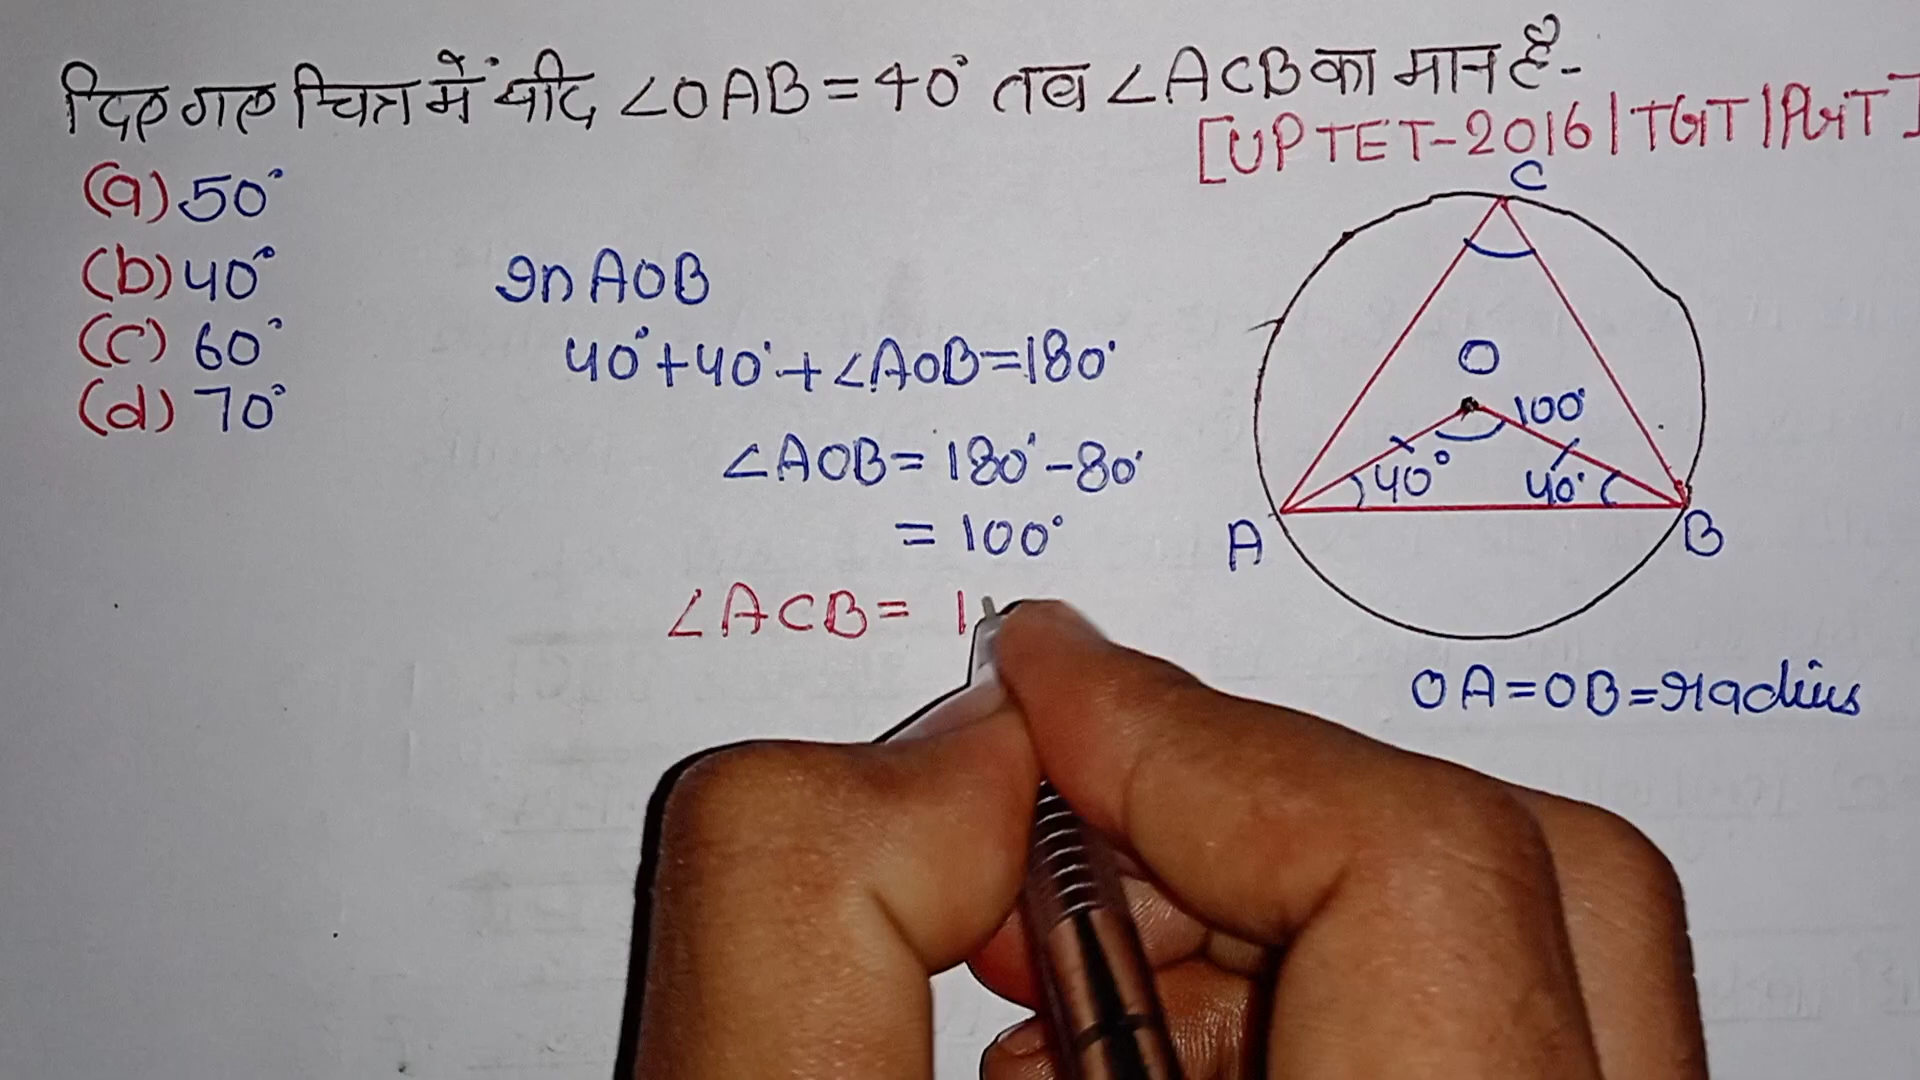 दिए गए चित्र में यदि ∠OAB=40° तब ∠ACB का मान है-
[UPTET-2016|TGT|PGT]
(a) 50°
(b) 40°
(c) 60°
(d) 70°
In AOB
40°+40°+∠AOB=180°
∠AOB=180°-80°
=100°
∠ACB= 1
C
O
100°
40°
40°
A
B
OA=OB=radius